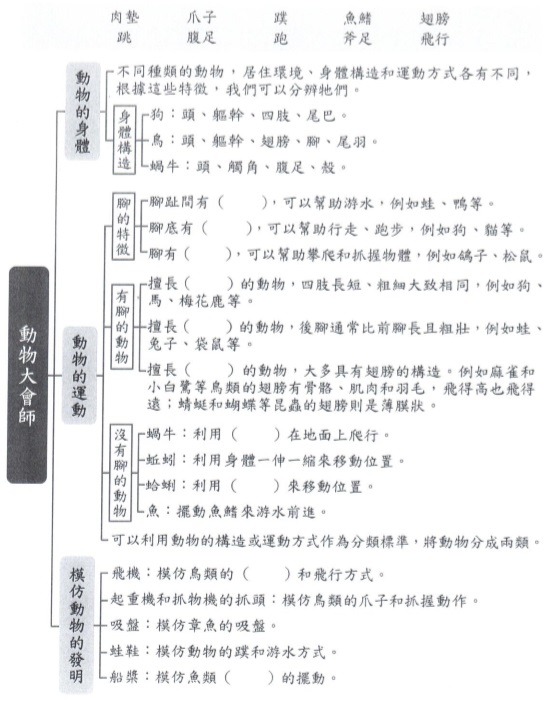 肉墊 爪子 蹼 魚鰭 翅膀
跳 腹足 跑 斧足 飛行
動物大會師
動物的身體
不同種類的動物，居住環境、身體構造和運動方式各有不同，
根據這些特徵，我們可以分辨牠們。
身體構造
狗：頭、軀幹、四肢、尾巴。
鳥：頭、軀幹、翅膀、腳、尾羽。
蝸牛：頭、觸角、腹足、殼。
動物的運動
腳的特徵
腳趾間有（　　），可以幫助游水，例如蛙、鴨等。
腳底有（　　），可以幫助行走、跑步，例如狗、貓等。
腳有（　　），可以幫助攀爬和抓握物體，例如鴿子、松鼠。
有腳的動物
擅長（　　）的動物，四肢長短、粗細大致相同，例如狗、
馬、梅花鹿等。
擅長（　　）的動物，後腳通常比前腳長且粗壯，例如蛙、
兔子、袋鼠等。
擅長（　　）的動物，大多具有翅膀的構造。例如麻雀和
小白鷺等鳥類的翅膀有骨骼、肌肉和羽毛，飛得高也飛得
遠；蜻蜓和蝴蝶等昆蟲的翅膀則是薄膜狀。
沒有腳的動物
蝸牛：利用（　　）在地面上爬行。
蚯蚓：利用身體一伸一縮來移動位置。
蛤蜊：利用（　　）來移動位置。
魚：擺動魚鰭來游水前進。
可以利用動物的構造或運動方式作為分類標準，將動物分成兩類。
模仿動物的發明
飛機：模仿鳥類的（　　）和飛行方式。
起重機和抓物機的抓頭：模仿鳥類的爪子和抓握動作。
吸盤：模仿章魚的吸盤。
蛙鞋：模仿動物的蹼和游水方式。
船槳：模仿魚類（　　）的擺動。